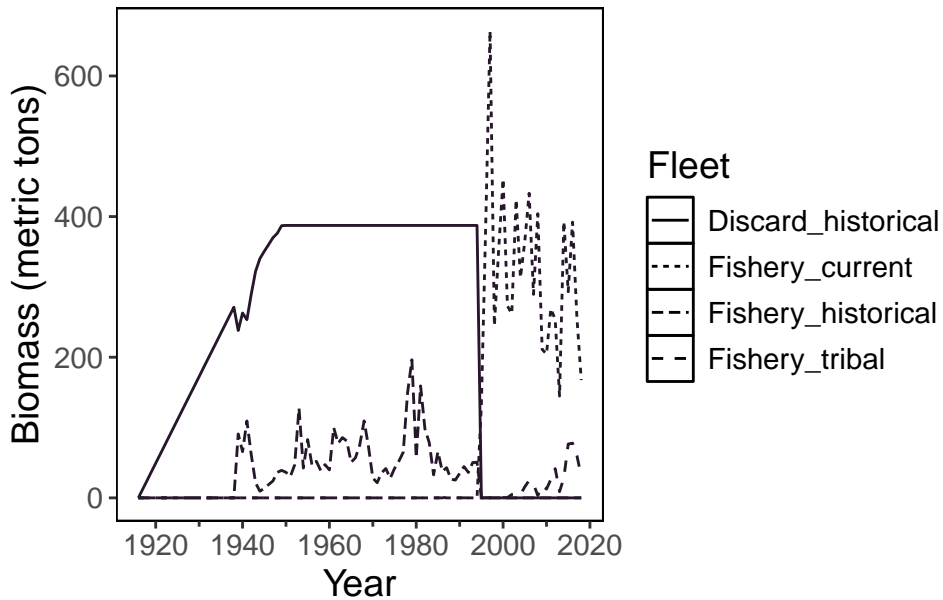 600
400
200
0
Biomass (metric tons)
1920 1940 1960 1980 2000 2020
Year
Fleet
Discard_historical
Fishery_current
Fishery_historical
Fishery_tribal